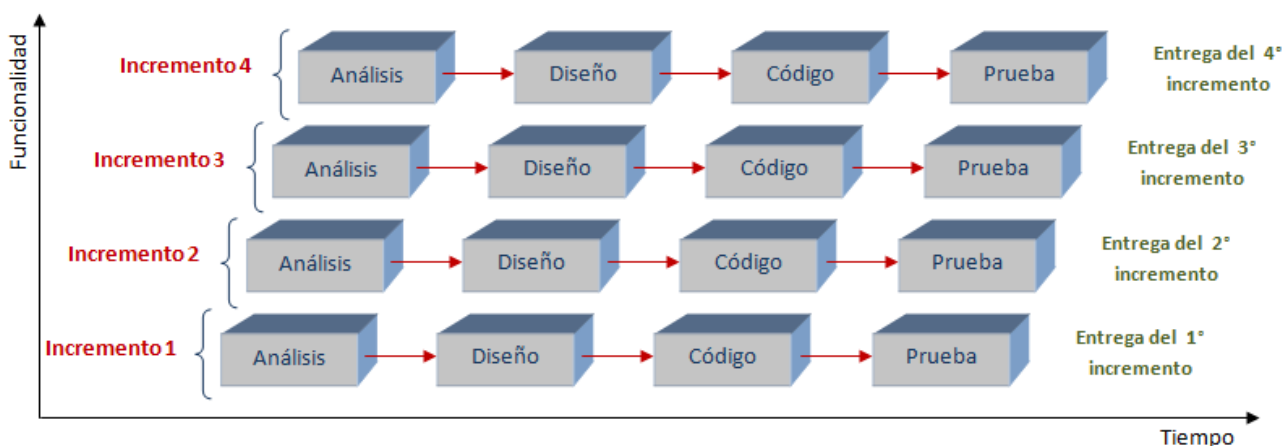 Funcionalidad
Incremento 4
Análisis
Diseño
Código
Prueba
Entrega del 4°
incremento
Incremento 3
Análisis
Diseño
Código
Prueba
Entrega del 3°
incremento
Incremento 2
Análisis
Diseño
Código
Prueba
Entrega del 2°
incremento
Incremento 1
Análisis
Diseño
Código
Prueba
Entrega del 1°
incremento
Tiempo